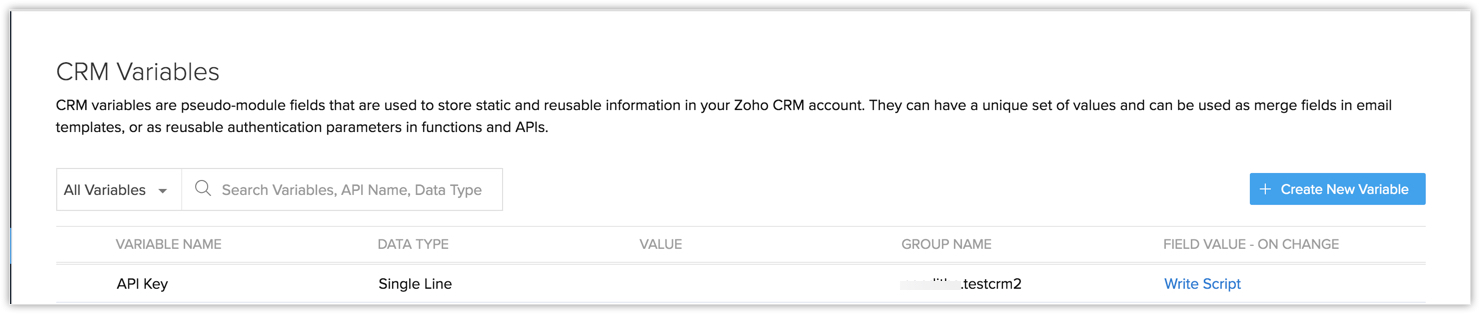 CRM Variables
CRM variables are pseudo-module fields that are used to store static and reusable information in your Zoho CRM account. They can have a unique set of values and can be used as merge fields in email
templates, or as reusable authentication parameters in functions and APIs.
All Variables Search Variables, API Name, Data Type + Create New Variable
VARIABLE NAME DATA TYPE VALUE GROUP NAME FIELD VALUE - ON CHANGE
API Key Single Line .testcrm2 Write Script